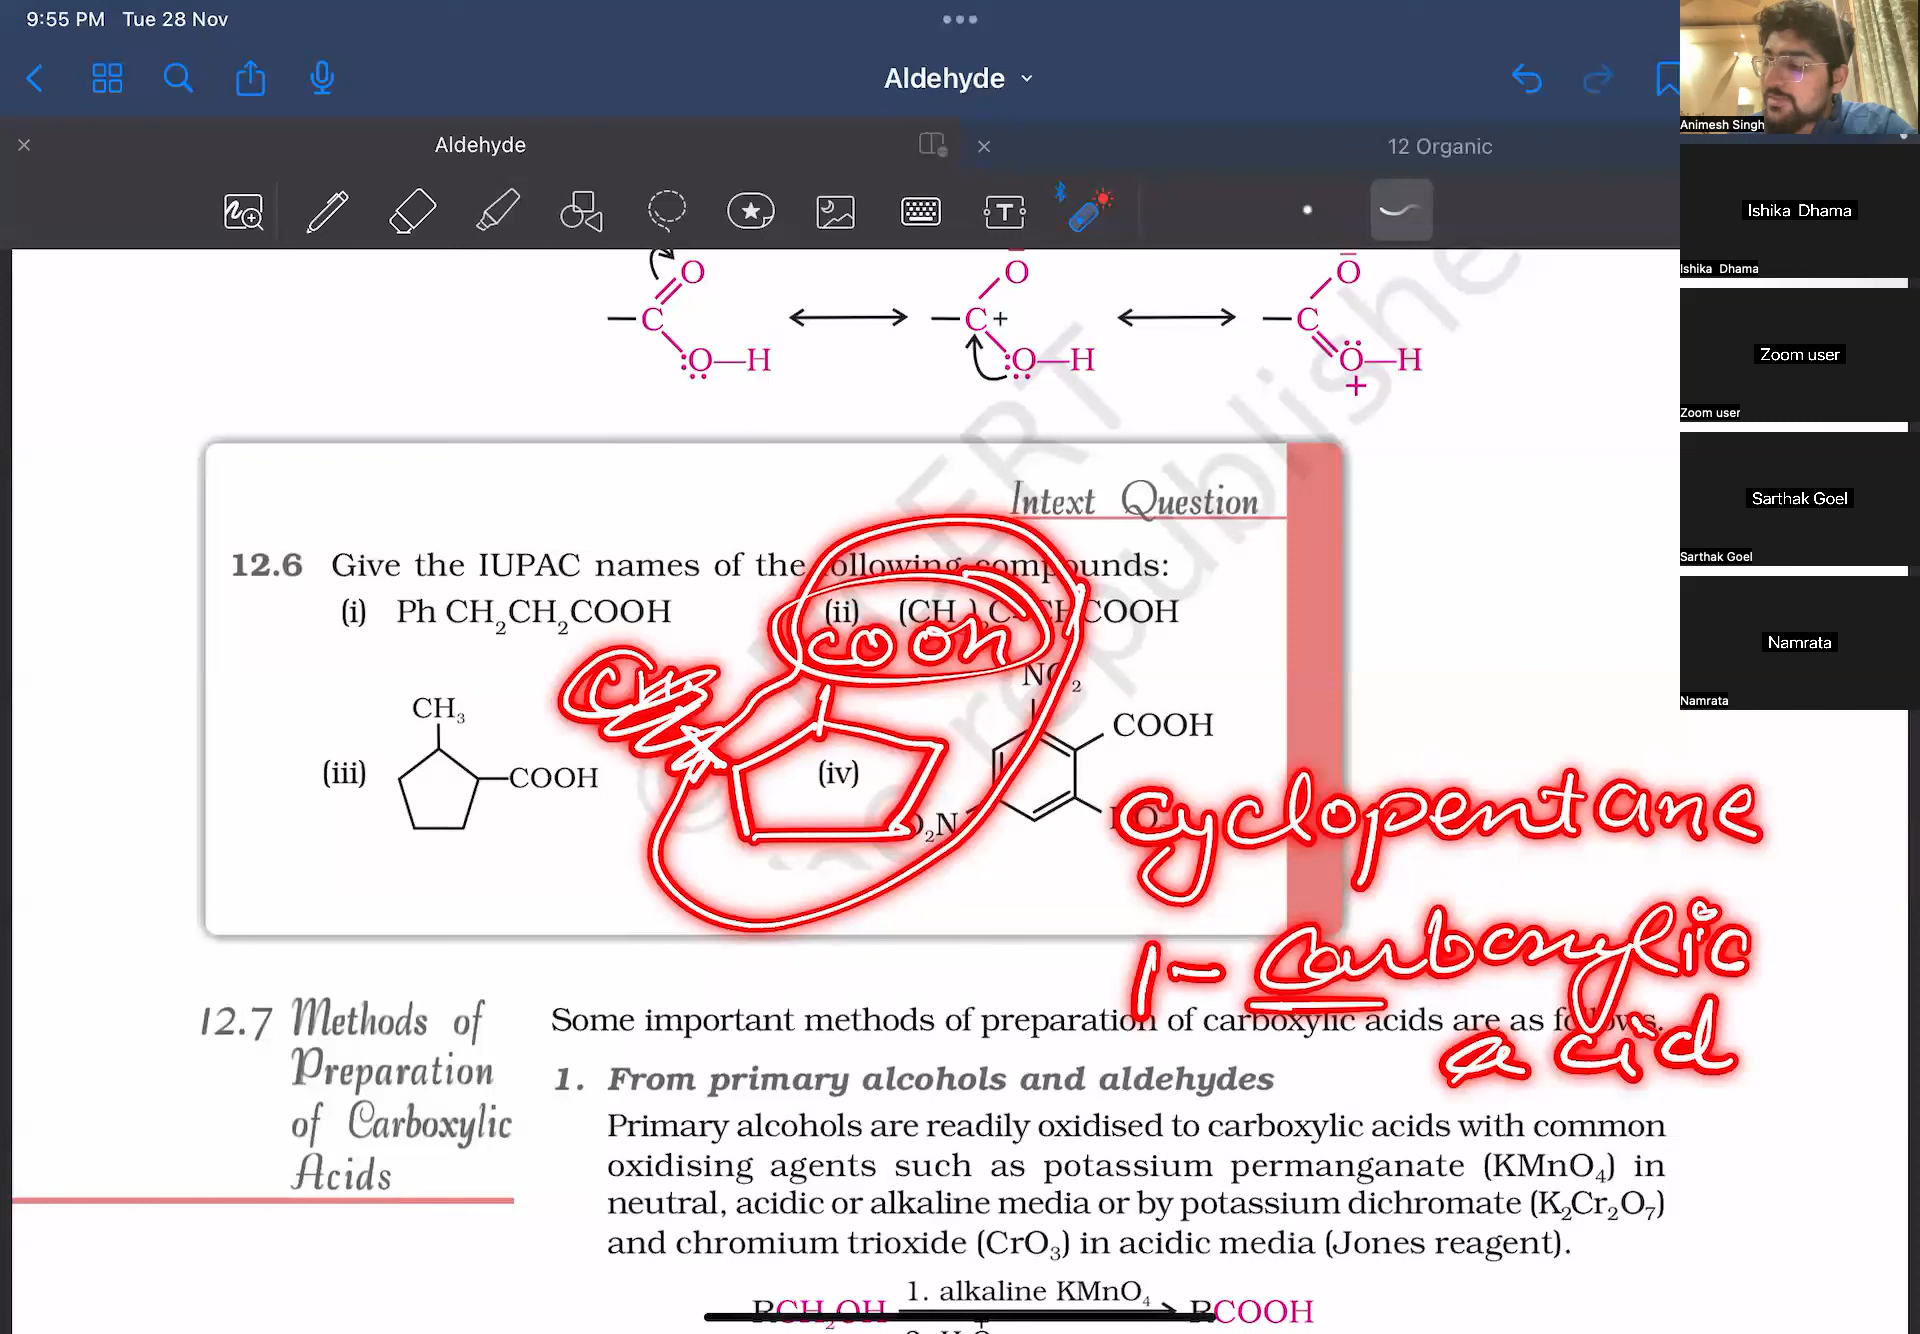 9:55 PM Tue 28 Nov
Aldehyde
Aldehyde
12 Organic
Animesh Singh
Ishika Dhama
Ishika Dhama
Zoom user
Zoom user
Sarthak Goel
Sarthak Goel
Namrata
Namrata
O O O
C C + C
O—H O—H O—H
+
Intext Question
12.6 Give the IUPAC names of the following compounds:
(i) Ph CH₂CH₂COOH (ii) COOH
COOH
NO₂
CH₃
COOH
(iii) COOH (iv)
O₂N
cyclopentane
1- Carboxylic
acid
12.7 Methods of
Preparation
of Carboxylic
Acids
Some important methods of preparation of carboxylic acids are as follows.
1. From primary alcohols and aldehydes
Primary alcohols are readily oxidised to carboxylic acids with common
oxidising agents such as potassium permanganate (KMnO₄) in
neutral, acidic or alkaline media or by potassium dichromate (K₂Cr₂O₇)
and chromium trioxide (CrO₃) in acidic media (Jones reagent).
1. alkaline KMnO₄
RCH₂OH RCOOH